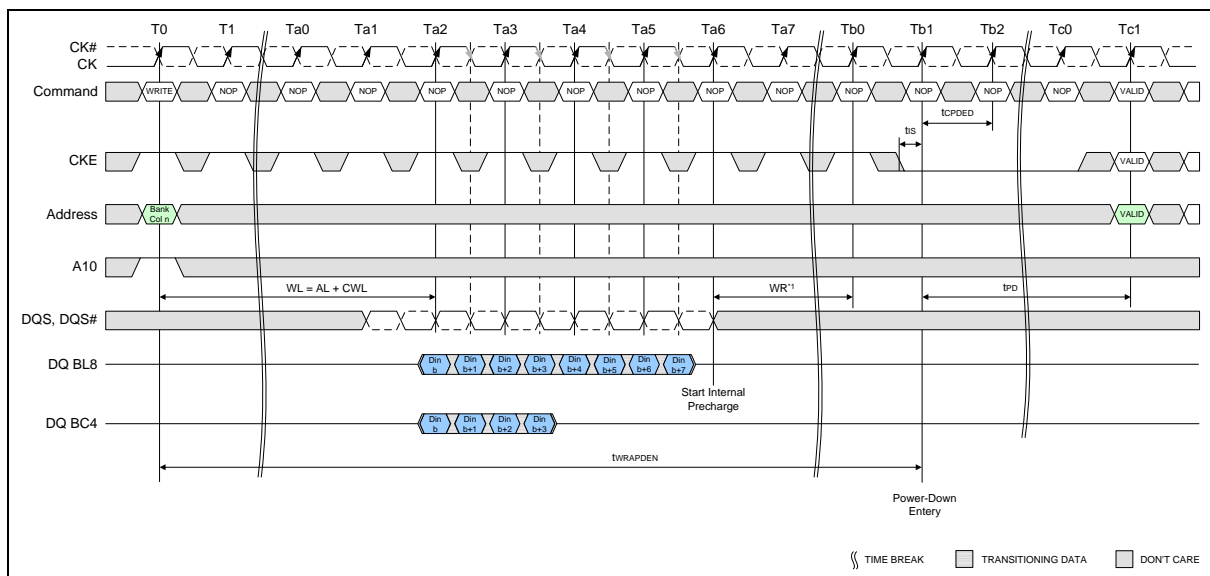 T0 T1 Ta0 Ta1 Ta2 Ta3 Ta4 Ta5 Ta6 Ta7 Tb0 Tb1 Tb2 Tc0 Tc1
CK#
CK
Command WRITE NOP NOP NOP NOP NOP NOP NOP NOP NOP NOP NOP NOP NOP VALID
tCPDED
tIS
CKE VALID
Address Bank Col n VALID
A10
WL = AL + CWL WR*1 tPD
DQS, DQS#
DQ BL8 Din b Din b+1 Din b+2 Din b+3 Din b+4 Din b+5 Din b+6 Din b+7
Start Internal
Precharge
DQ BC4 Din b Din b+1 Din b+2 Din b+3
tWRAPDEN
Power-Down
Entery
TIME BREAK TRANSITIONING DATA DON'T CARE